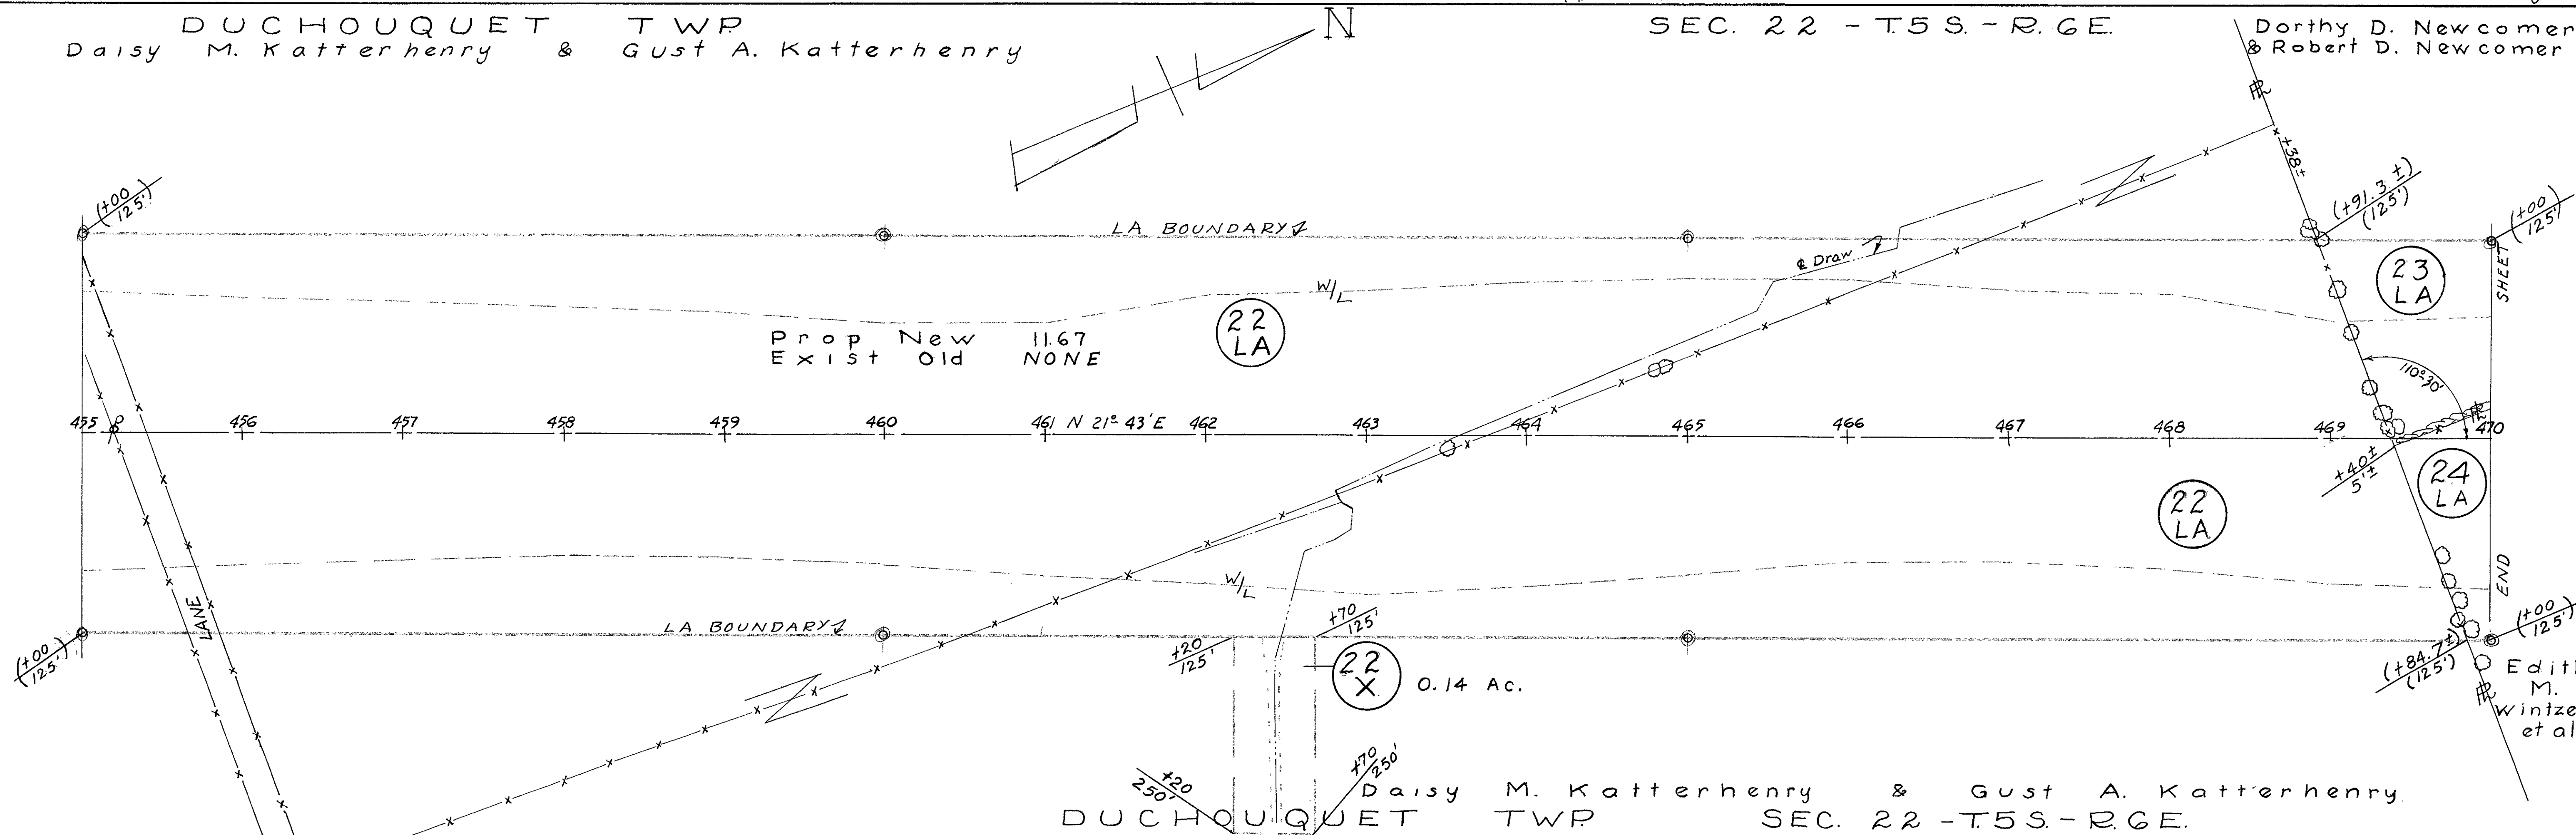 DUCHOUQUET TWP.
Daisy M. Katterhenry & Gust A. Katterhenry
N
SEC. 22 - T.5 S. - R. 6 E.
Dorthy D. Newcomer
& Robert D. Newcomer
PL
+38±
(+00
125')
LA BOUNDARY
(+91.3 ±)
(125')
(+00
125')
℄ Draw
W/L
22
LA
23
LA
SHEET
Prop. New 11.67
Exist Old NONE
110°-30'
PL
455 456 457 458 459 460 461 N 21° 43' E 462 463 464 465 466 467 468 469 470
+40±
5'±
24
LA
22
LA
W/L
END
LANE
LA BOUNDARY
(+00
125')
+20
125'
+70
125'
22
X
0.14 Ac.
(+84.7±)
(125')
(+00
125')
PL
Edit
M.
Wintze
et al
+20
250'
+70
250'
Daisy M. Katterhenry & Gust A. Katterhenry.
DUCHOUQUET TWP. SEC. 22 - T.5 S. - R. 6 E.